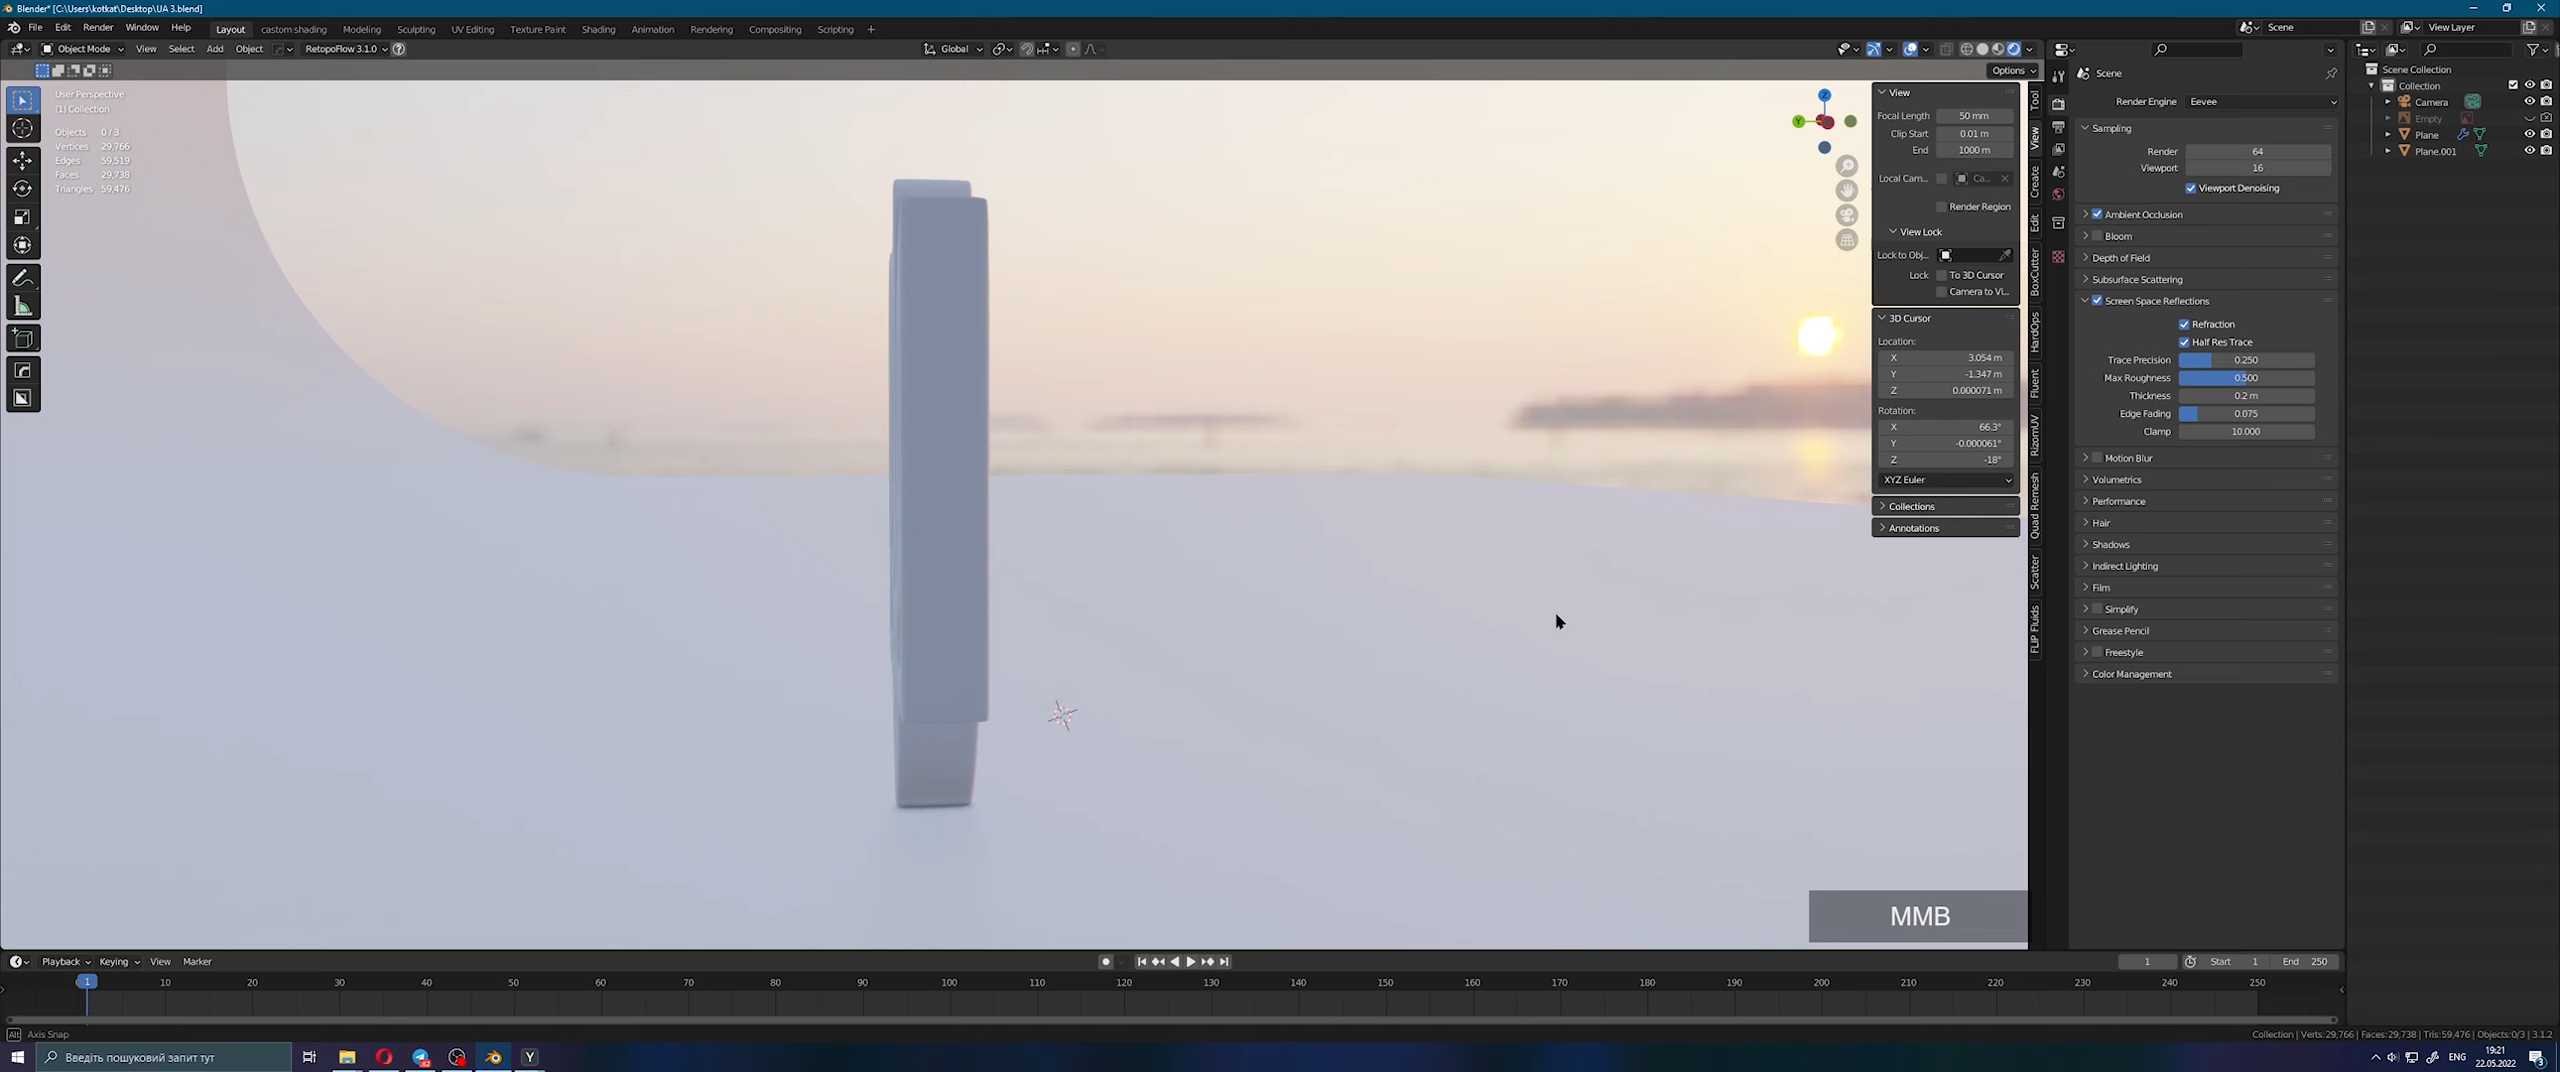 Blender* [C:\Users\kotkat\Desktop\UA 3.blend]
File Edit Render Window Help Layout custom shading Modeling Sculpting UV Editing Texture Paint Shading Animation Rendering Compositing Scripting + Scene View Layer
Object Mode View Select Add Object RetopoFlow 3.1.0 Global
Options
User Perspective
(1) Collection
Objects 0/3
Vertices 29,766
Edges 59,519
Faces 29,738
Triangles 59,476
Z
Y
View
Focal Length 50 mm
Clip Start 0.01 m
End 1000 m
Local Cam... Ca...
Render Region
View Lock
Lock to Obj...
Lock To 3D Cursor
Camera to Vi...
3D Cursor
Location:
X 3.054 m
Y -1.347 m
Z 0.000071 m
Rotation:
X 66.3°
Y -0.000061°
Z -18°
XYZ Euler
Collections
Annotations
Tool
View
Create
Edit
BoxCutter
HardOps
Fluent
RizomUV
Quad Remesh
Scatter
FLIP Fluids
Scene
Render Engine Eevee
Sampling
Render 64
Viewport 16
Viewport Denoising
Ambient Occlusion
Bloom
Depth of Field
Subsurface Scattering
Screen Space Reflections
Refraction
Half Res Trace
Trace Precision 0.250
Max Roughness 0.500
Thickness 0.2 m
Edge Fading 0.075
Clamp 10.000
Motion Blur
Volumetrics
Performance
Hair
Shadows
Indirect Lighting
Film
Simplify
Grease Pencil
Freestyle
Color Management
Scene Collection
Collection
Camera
Empty
Plane
Plane.001
MMB
Playback Keying View Marker 1 Start 1 End 250
1 10 20 30 40 50 60 70 80 90 100 110 120 130 140 150 160 170 180 190 200 210 220 230 240 250
Alt Axis Snap Collection | Verts:29,766 | Faces:29,738 | Tris:59,476 | Objects:0/3 | 3.1.2
Введіть пошуковий запит тут
ENG
19:21
22.05.2022
3